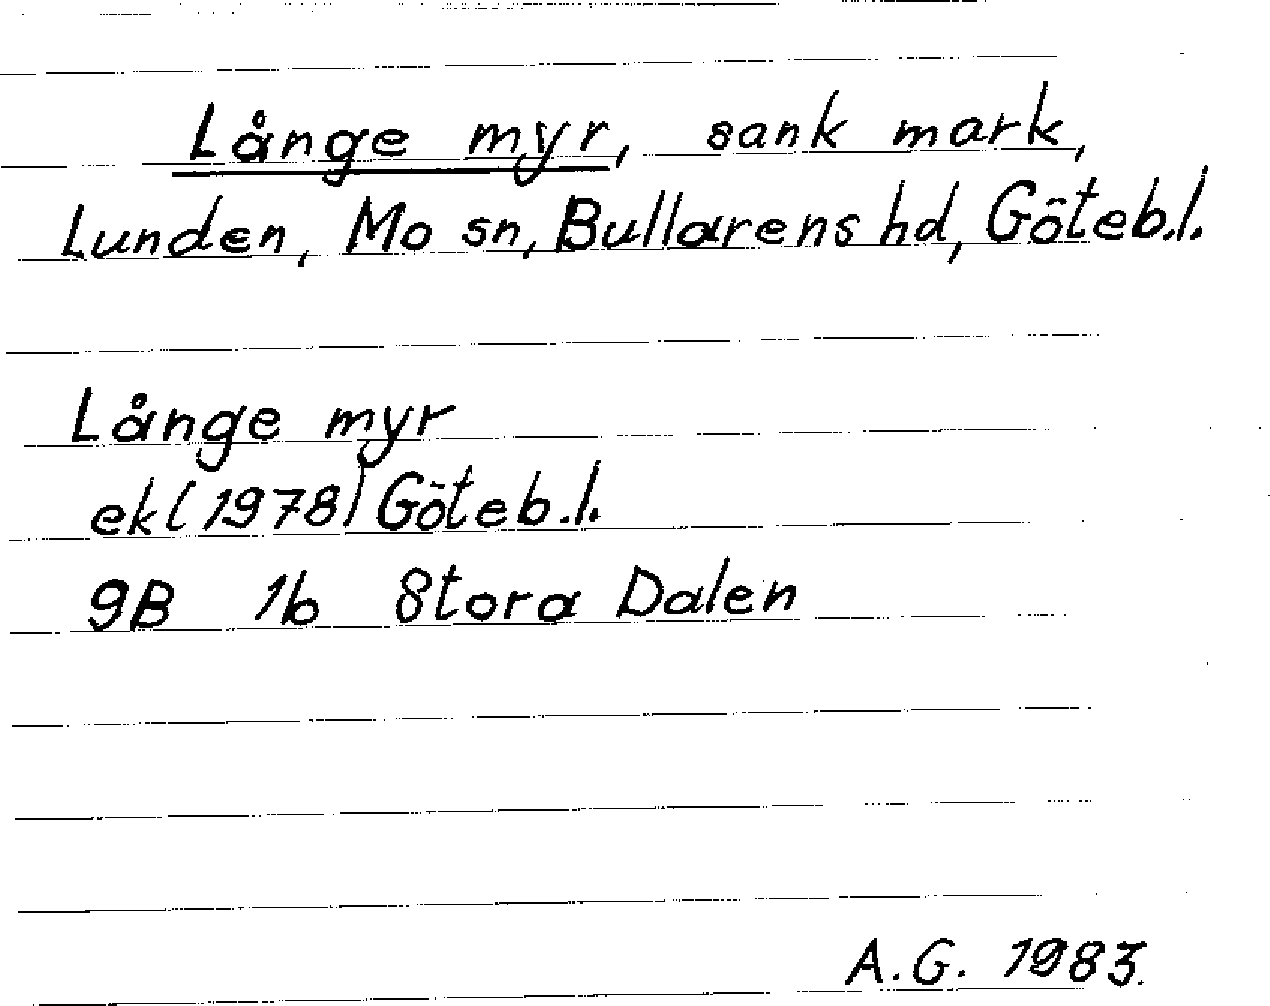 Långe myr, sank mark,
Lunden, Mo sn, Bullarens hd, Göteb.l.
Långe myr
ekl (1978) Göteb.l.
9B 1b Stora Dalen
A.G. 1983.